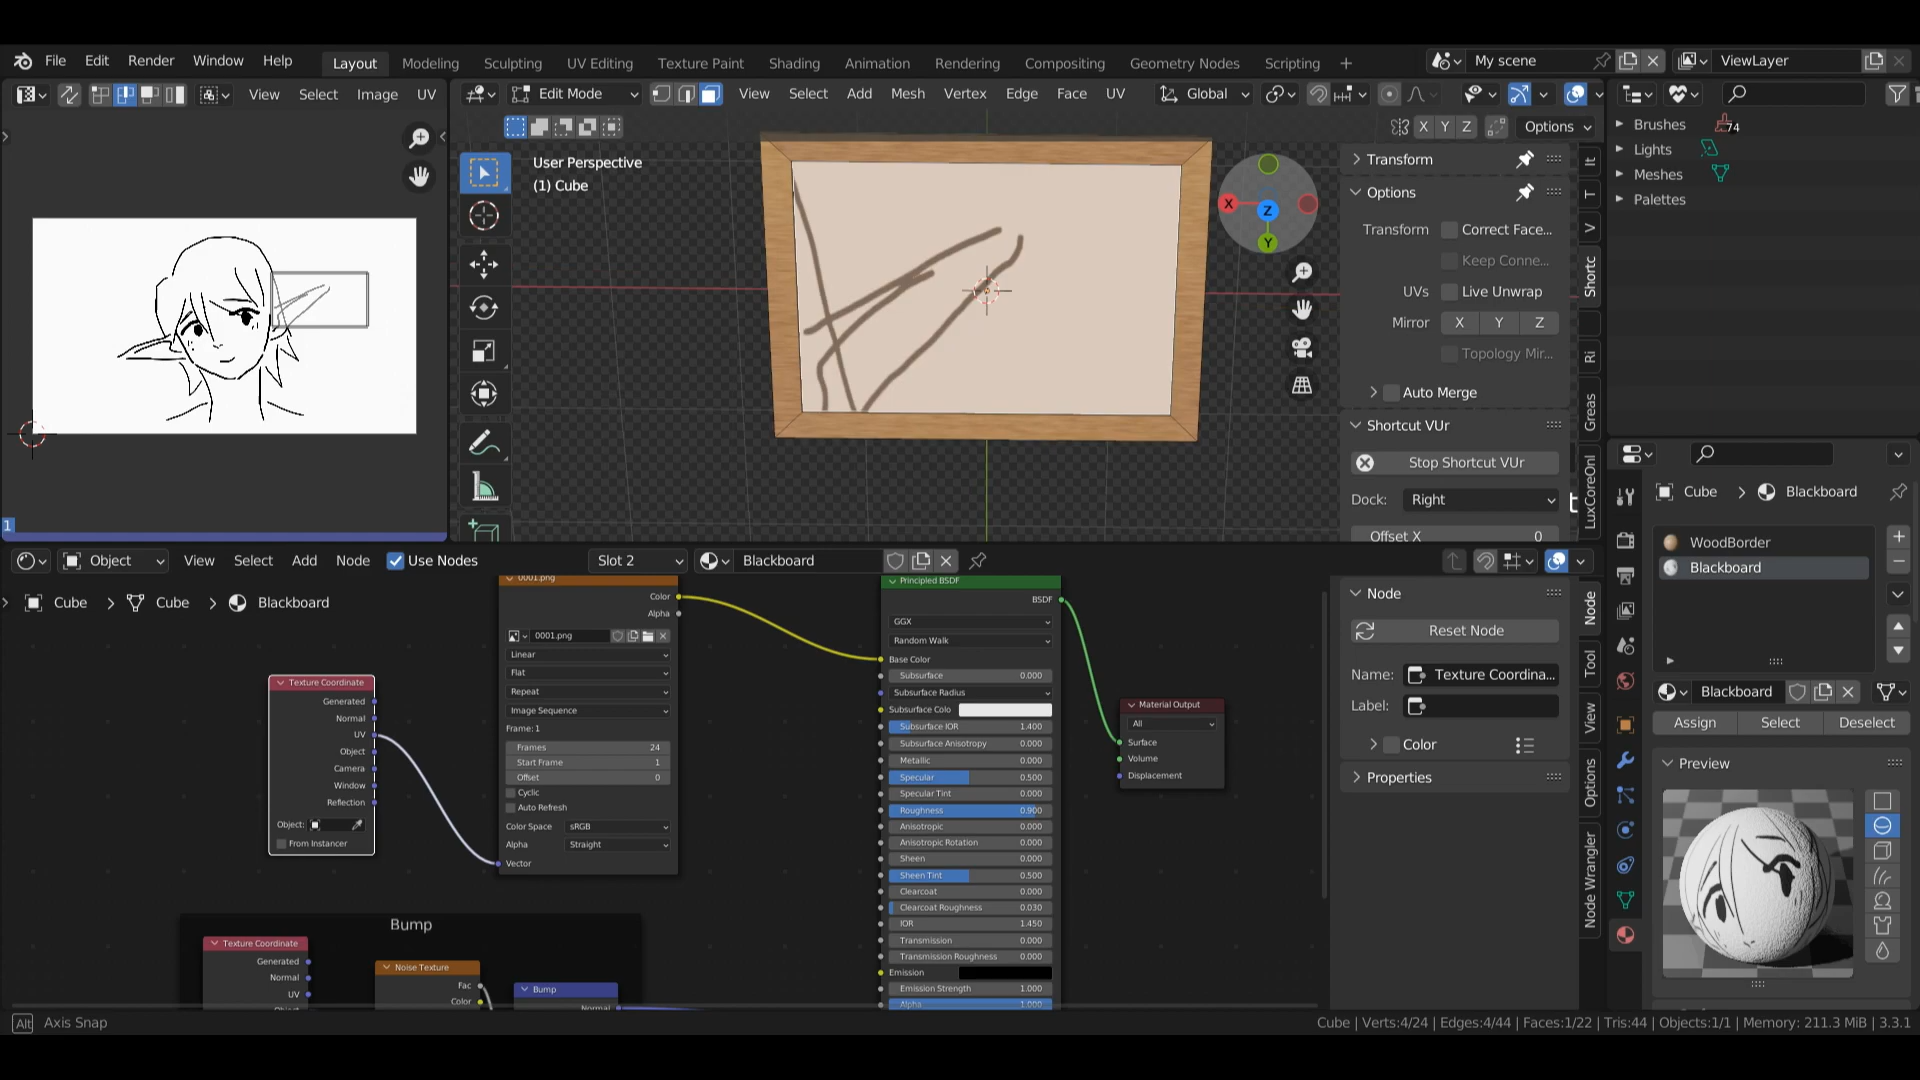 File Edit Render Window Help Layout Modeling Sculpting UV Editing Texture Paint Shading Animation Rendering Compositing Geometry Nodes Scripting + My scene ViewLayer
View Select Image UV
Edit Mode View Select Add Mesh Vertex Edge Face UV Global
X Y Z Options
User Perspective
(1) Cube
X Z Y
1
Transform
Options
Transform Correct Face...
Keep Conne...
UVs Live Unwrap
Mirror X Y Z
Topology Mir...
Auto Merge
Shortcut VUr
Stop Shortcut VUr
Dock: Right
Offset X 0
It
T
V
Shortc
Ri
Greas
LuxCoreOnl
Brushes 74
Lights
Meshes
Palettes
Object View Select Add Node Use Nodes Slot 2 Blackboard
Cube > Cube > Blackboard
Texture Coordinate
Generated
Normal
UV
Object
Camera
Window
Reflection
Object:
From Instancer
0001.png
Color
Alpha
0001.png
Linear
Flat
Repeat
Image Sequence
Frame: 1
Frames 24
Start Frame 1
Offset 0
Cyclic
Auto Refresh
Color Space sRGB
Alpha Straight
Vector
Principled BSDF
BSDF
GGX
Random Walk
Base Color
Subsurface 0.000
Subsurface Radius
Subsurface Colo
Subsurface IOR 1.400
Subsurface Anisotropy 0.000
Metallic 0.000
Specular 0.500
Specular Tint 0.000
Roughness 0.900
Anisotropic 0.000
Anisotropic Rotation 0.000
Sheen 0.000
Sheen Tint 0.500
Clearcoat 0.000
Clearcoat Roughness 0.030
IOR 1.450
Transmission 0.000
Transmission Roughness 0.000
Emission
Emission Strength 1.000
Alpha 1.000
Material Output
All
Surface
Volume
Displacement
Bump
Texture Coordinate
Generated
Normal
UV
Object
Noise Texture
Fac
Color
Bump
Normal
Node
Reset Node
Name: Texture Coordina...
Label:
Color
Properties
Node
Tool
View
Options
Node Wrangler
Cube > Blackboard
WoodBorder
Blackboard
Blackboard
Assign Select Deselect
Preview
Alt Axis Snap
Cube | Verts:4/24 | Edges:4/44 | Faces:1/22 | Tris:44 | Objects:1/1 | Memory: 211.3 MiB | 3.3.1